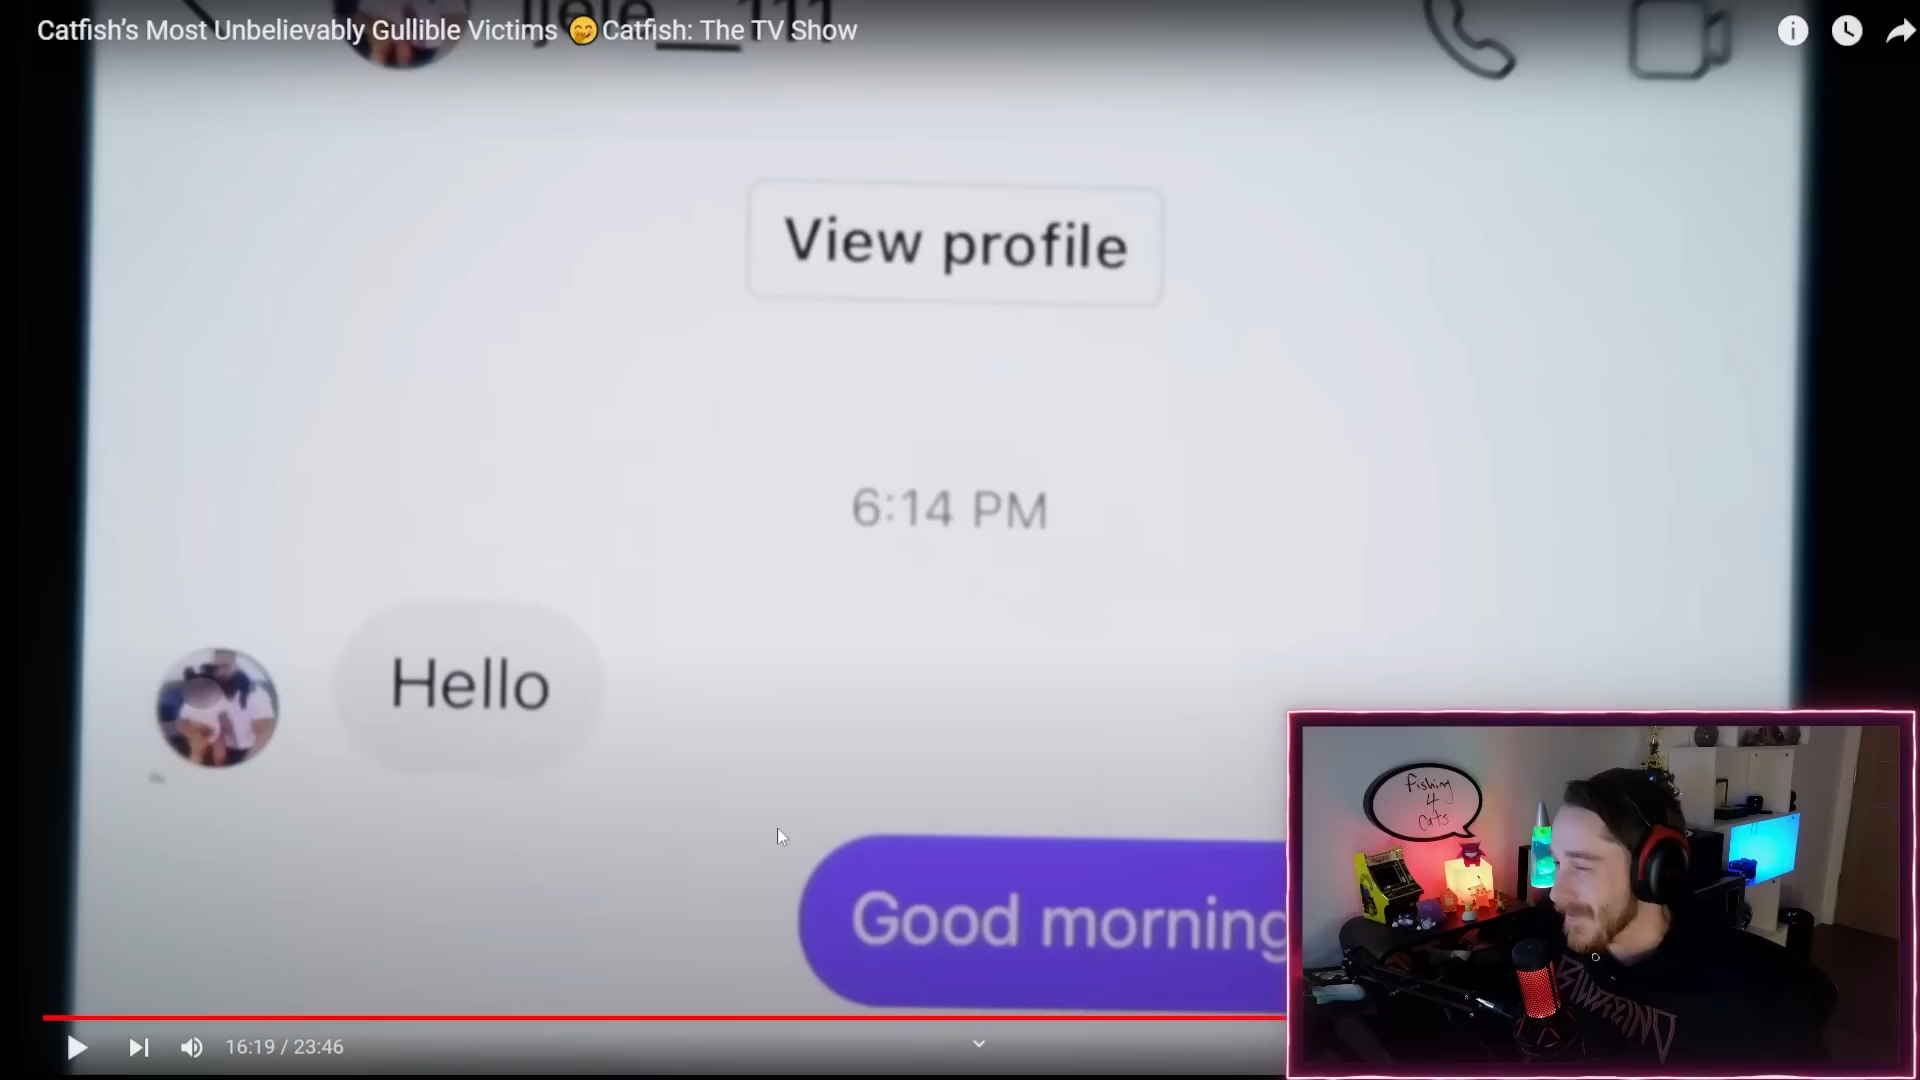 Catfish’s Most Unbelievably Gullible Victims 🤭Catfish: The TV Show
View profile
6:14 PM
Hello
Good morning
fishing
4
cats
16:19 / 23:46